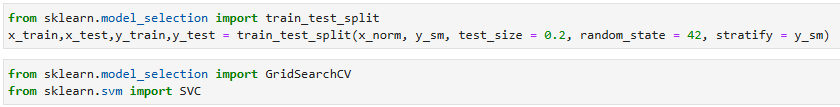 from sklearn.model_selection import train_test_split
x_train,x_test,y_train,y_test = train_test_split(x_norm, y_sm, test_size = 0.2, random_state = 42, stratify = y_sm)
from sklearn.model_selection import GridSearchCV
from sklearn.svm import SVC